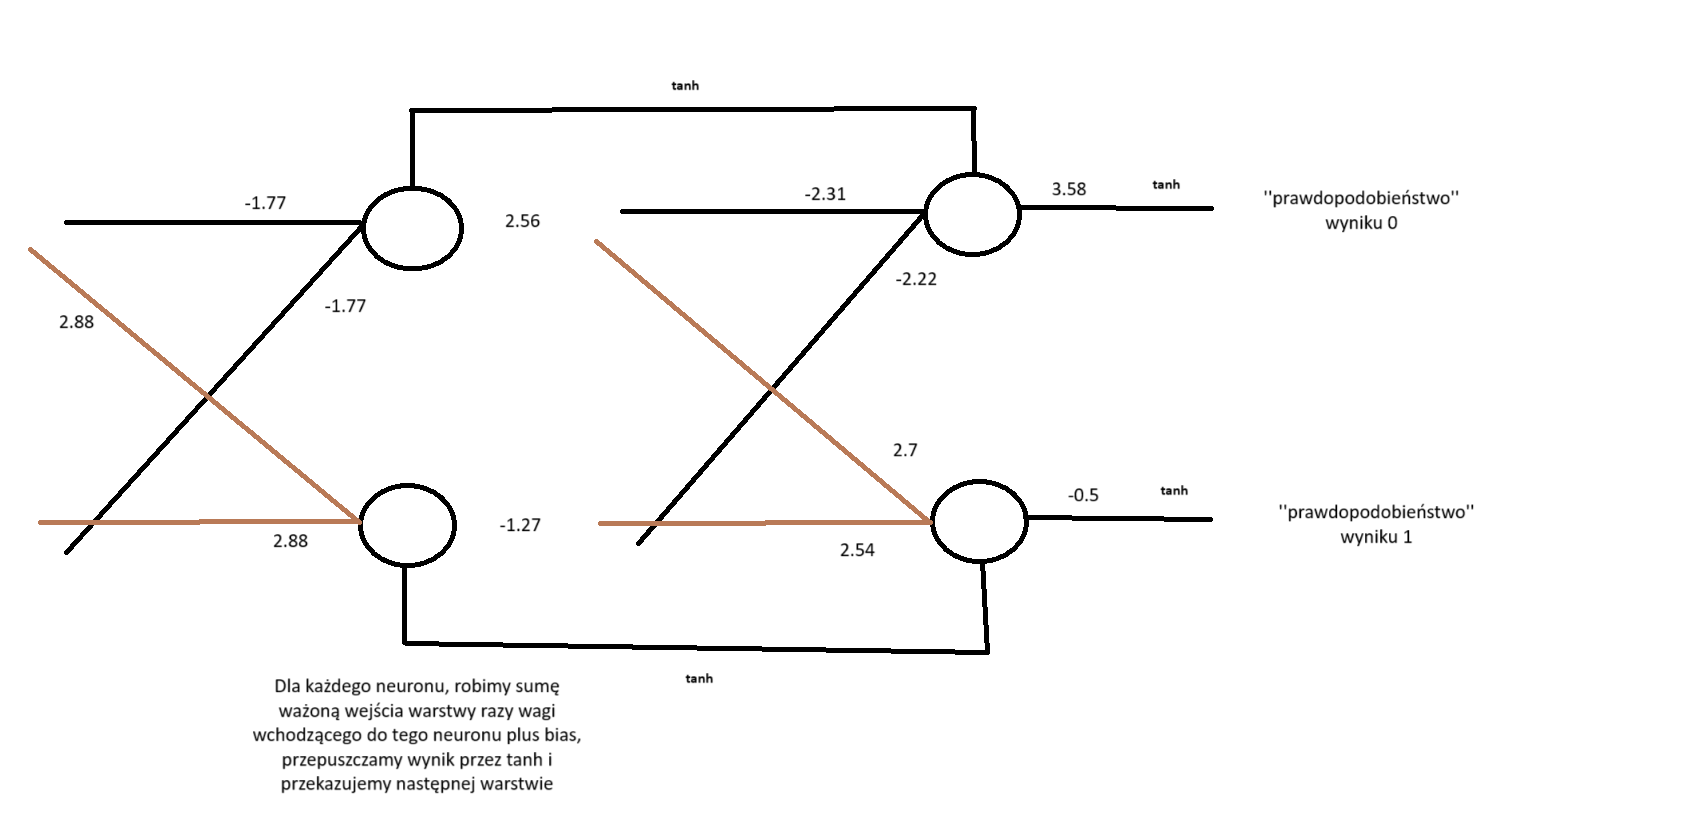 tanh
-1.77
2.56
-2.31
3.58
tanh
''prawdopodobieństwo''
wyniku 0
2.88
-1.77
-2.22
2.7
2.88
-1.27
2.54
-0.5
tanh
''prawdopodobieństwo''
wyniku 1
tanh
Dla każdego neuronu, robimy sumę
ważoną wejścia warstwy razy wagi
wchodzącego do tego neuronu plus bias,
przepuszczamy wynik przez tanh i
przekazujemy następnej warstwie